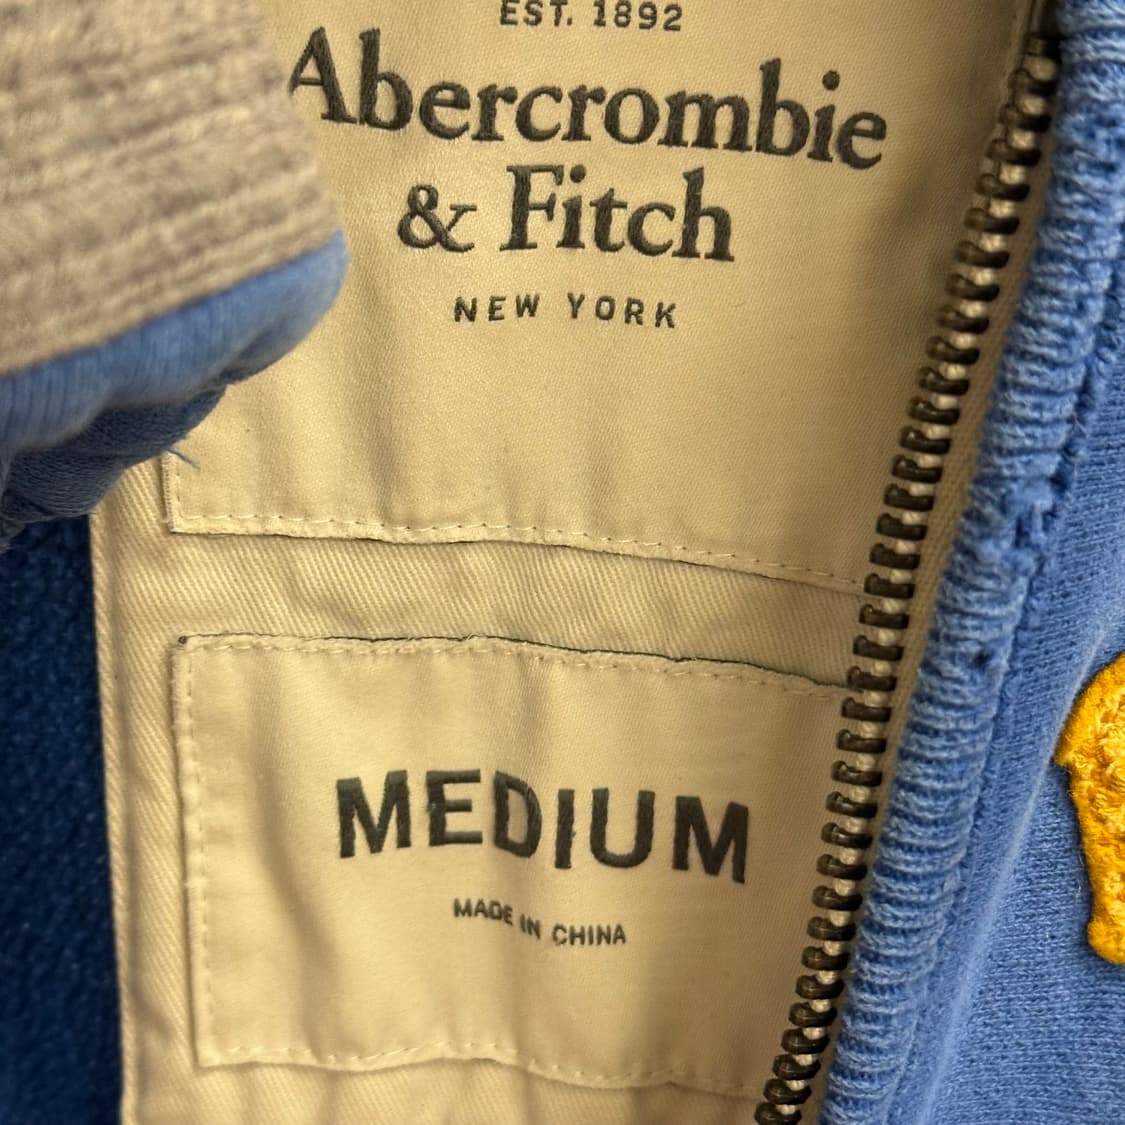 EST. 1892
Abercrombie
& Fitch
NEW YORK
MEDIUM
MADE IN CHINA